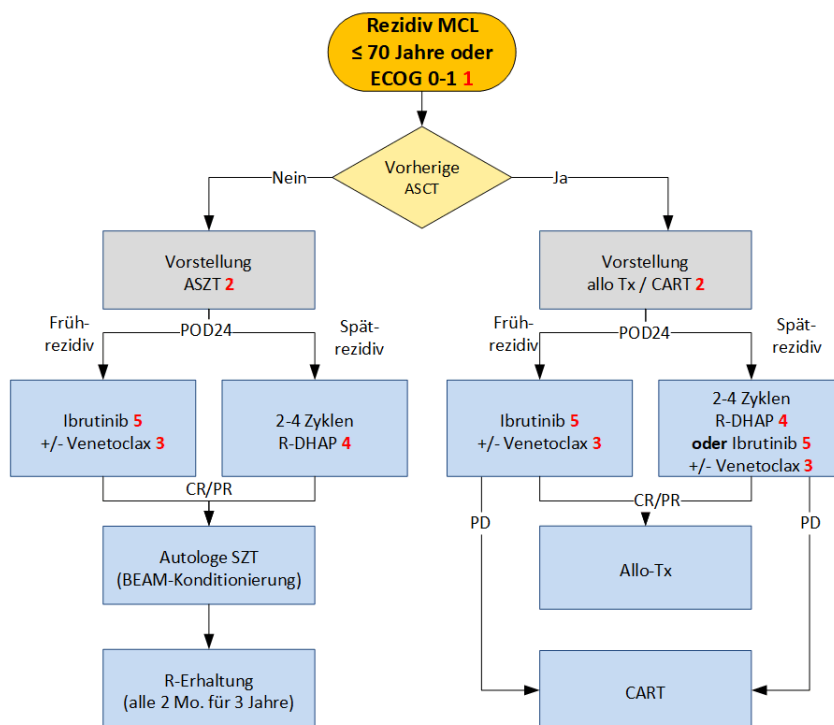 Rezidiv MCL
≤ 70 Jahre oder
ECOG 0-1 1
Vorherige
ASCT
Nein
Ja
Vorstellung
ASZT 2
Vorstellung
allo Tx / CART 2
Früh-
rezidiv
POD24
Spät-
rezidiv
Früh-
rezidiv
POD24
Spät-
rezidiv
Ibrutinib 5
+/- Venetoclax 3
2-4 Zyklen
R-DHAP 4
Ibrutinib 5
+/- Venetoclax 3
2-4 Zyklen
R-DHAP 4
oder Ibrutinib 5
+/- Venetoclax 3
CR/PR
CR/PR
PD
PD
Autologe SZT
(BEAM-Konditionierung)
Allo-Tx
R-Erhaltung
(alle 2 Mo. für 3 Jahre)
CART